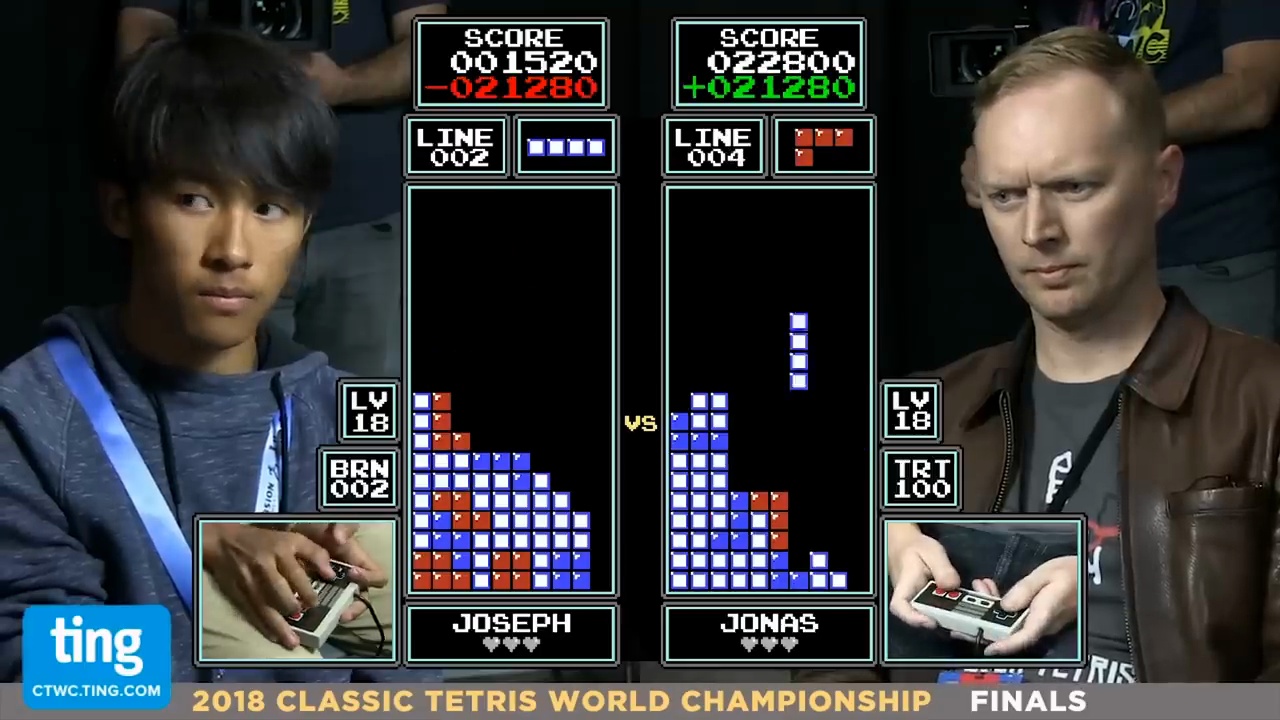 SCORE
001520
-021280
SCORE
022800
+021280
LINE
002
LINE
004
LV
18
BRN
002
VS
LV
18
TRT
100
JOSEPH
JONAS
ting
CTWC.TING.COM
2018 CLASSIC TETRIS WORLD CHAMPIONSHIP FINALS